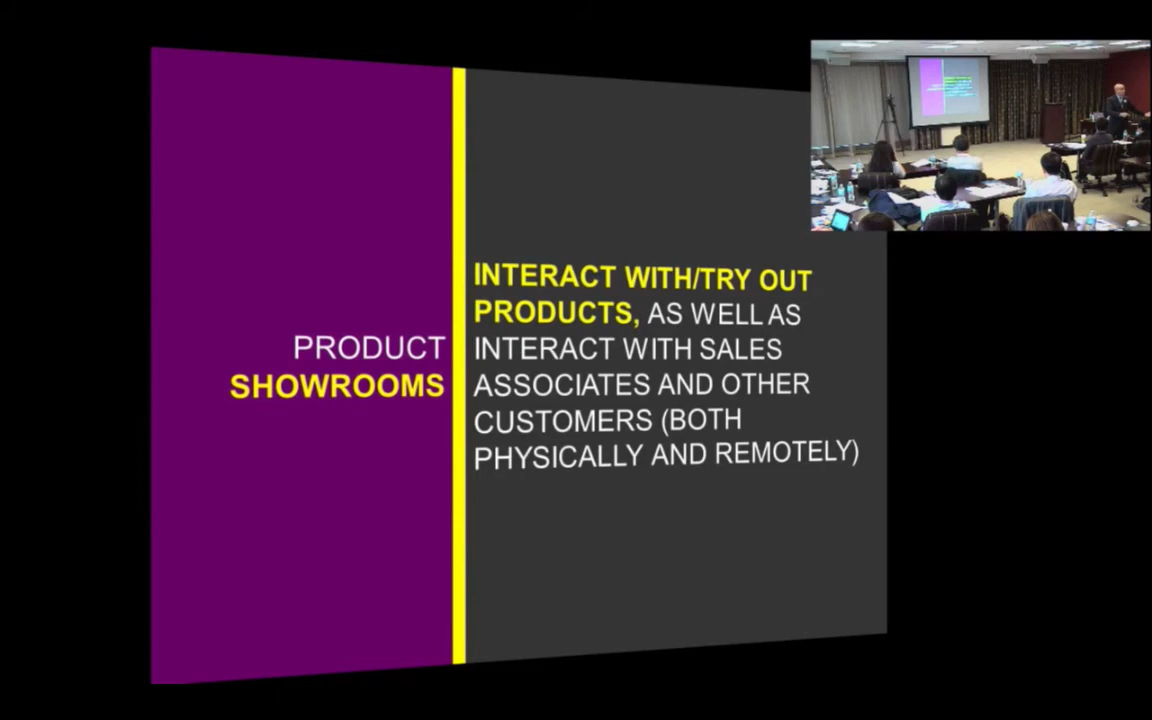 PRODUCT
SHOWROOMS
INTERACT WITH/TRY OUT
PRODUCTS, AS WELL AS
INTERACT WITH SALES
ASSOCIATES AND OTHER
CUSTOMERS (BOTH
PHYSICALLY AND REMOTELY)